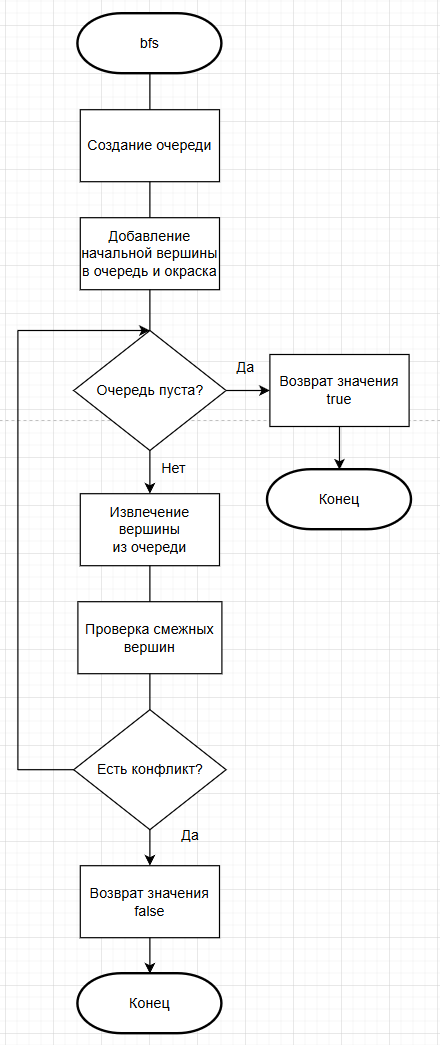 bfs
Создание очереди
Добавление
начальной вершины
в очередь и окраска
Очередь пуста?
Да
Возврат значения
true
Конец
Нет
Извлечение
вершины
из очереди
Проверка смежных
вершин
Есть конфликт?
Да
Возврат значения
false
Конец